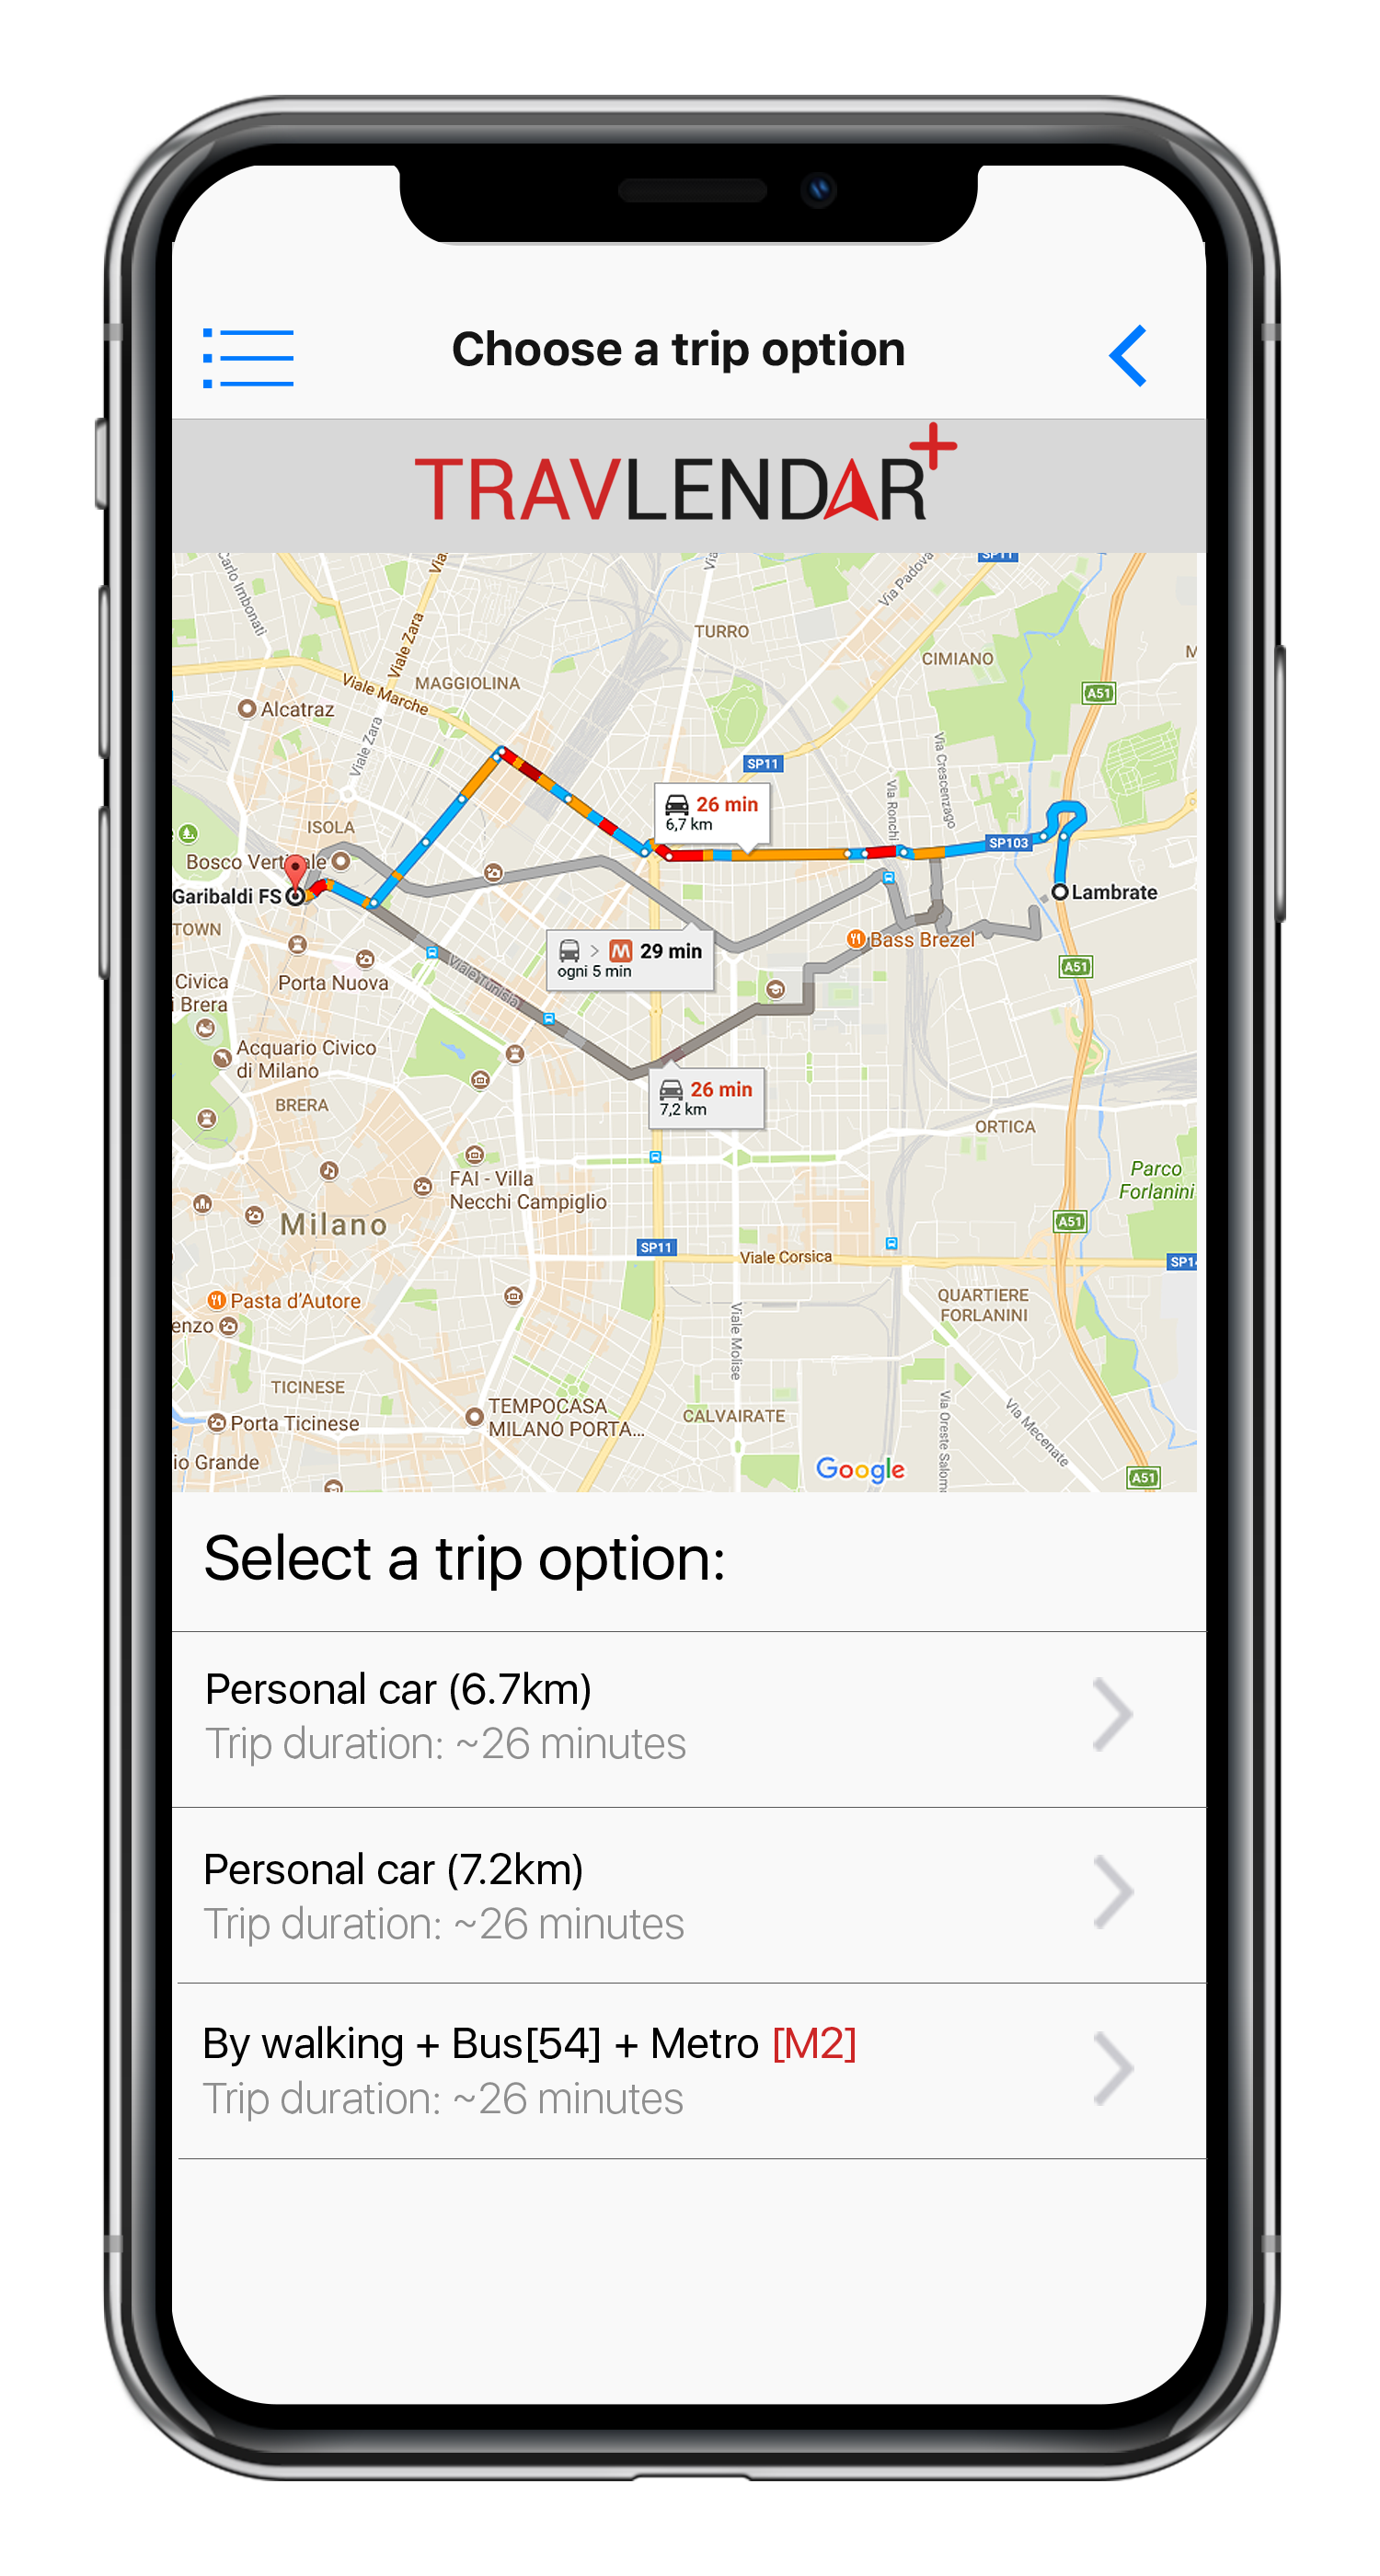 Choose a trip option
TRAVLENDAR+
SP11
Via Padova
Carlo Imbonati
Viale Zara
TURRO
CIMIANO
MAGGIOLINA
A51
Viale Marche
Alcatraz
Viale Zara
Via Crescenzago
SP11
Via Ronchi
26 min
6,7 km
ISOLA
SP103
Bosco Verticale
Garibaldi FS
Lambrate
TOWN
Bass Brezel
29 min
ogni 5 min
Viale Tunisia
A51
Civica
i Brera
Porta Nuova
Acquario Civico
di Milano
26 min
7,2 km
BRERA
ORTICA
FAI - Villa
Necchi Campiglio
Parco
Forlanini
Milano
A51
SP11
Viale Corsica
SP14
Pasta d'Autore
QUARTIERE
FORLANINI
enzo
Viale Molise
TICINESE
TEMPOCASA
MILANO PORTA...
CALVAIRATE
Porta Ticinese
Via Oreste Salom
Via Mecenate
io Grande
Google
A51
Select a trip option:
Personal car (6.7km)
Trip duration: ~26 minutes
Personal car (7.2km)
Trip duration: ~26 minutes
By walking + Bus[54] + Metro [M2]
Trip duration: ~26 minutes